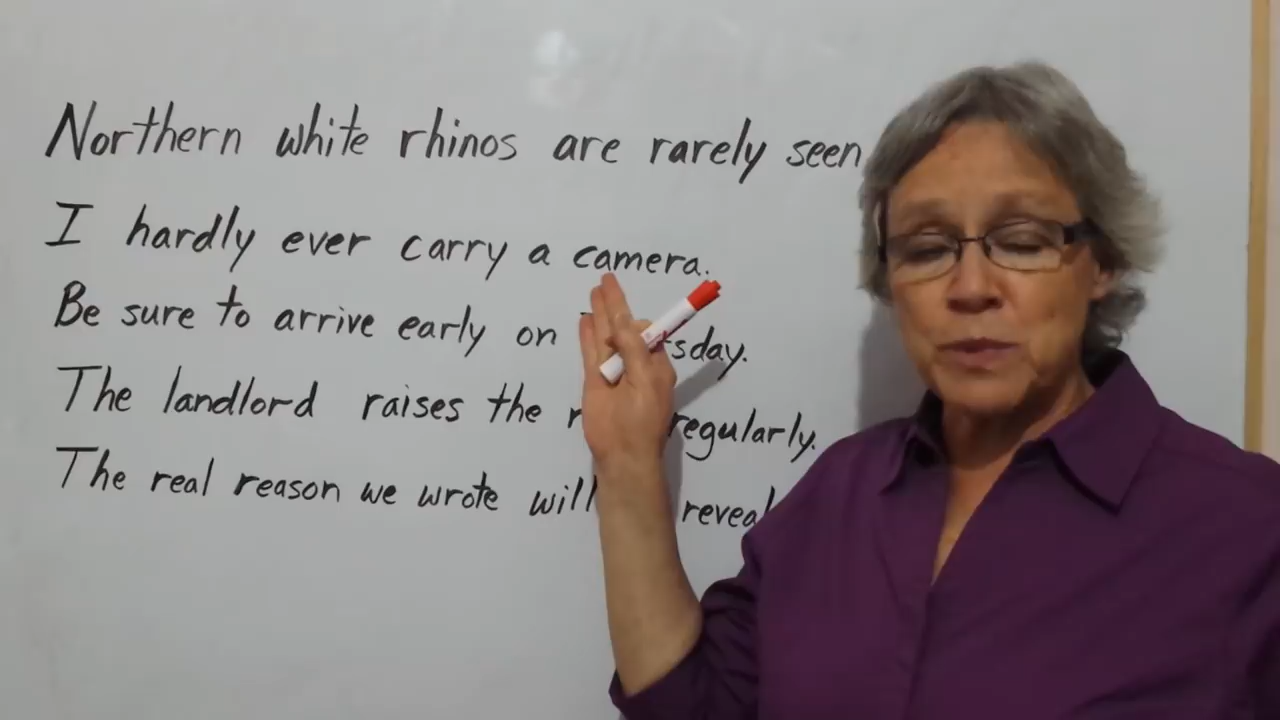 Northern white rhinos are rarely seen
I hardly ever carry a camera.
Be sure to arrive early on
The landlord raises the regularly.
The real reason we wrote will